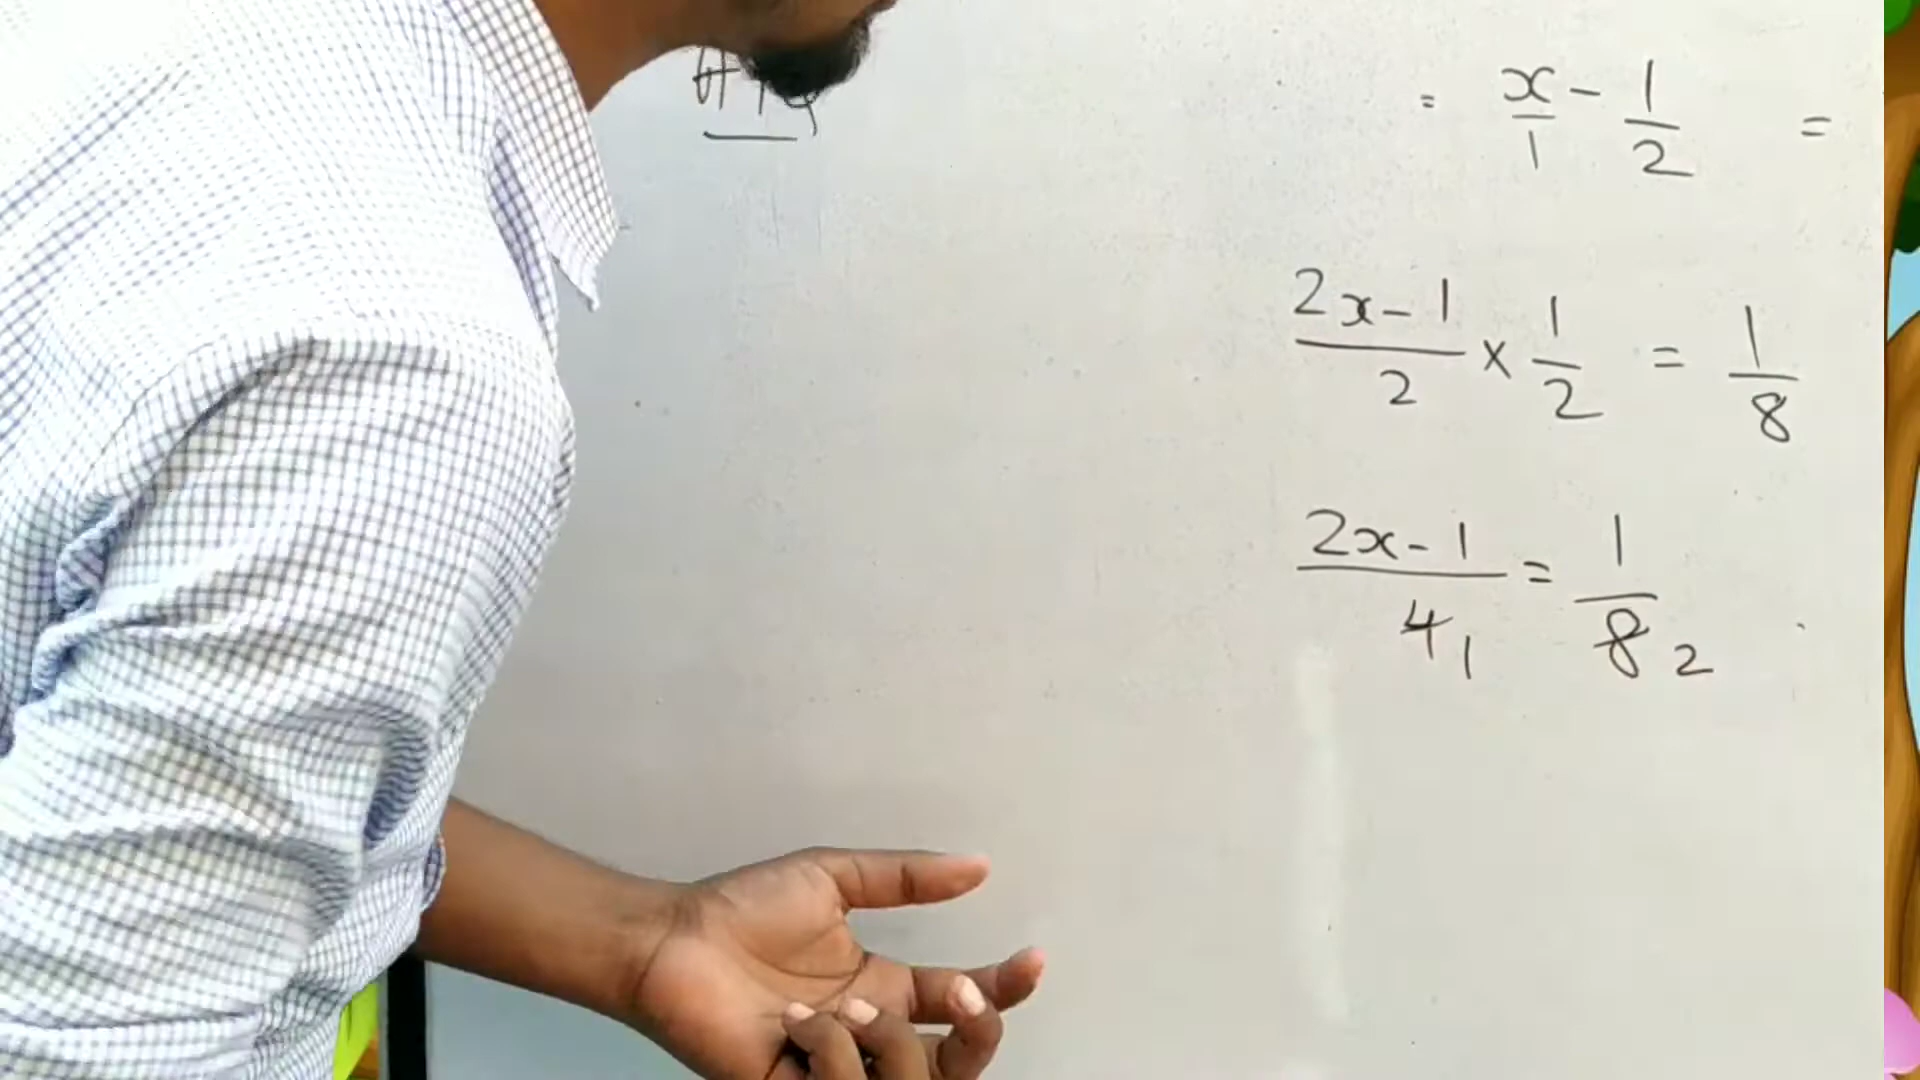 = x/1 - 1/2 =
2x-1/2 × 1/2 = 1/8
2x-1/4 1 = 1/8 2